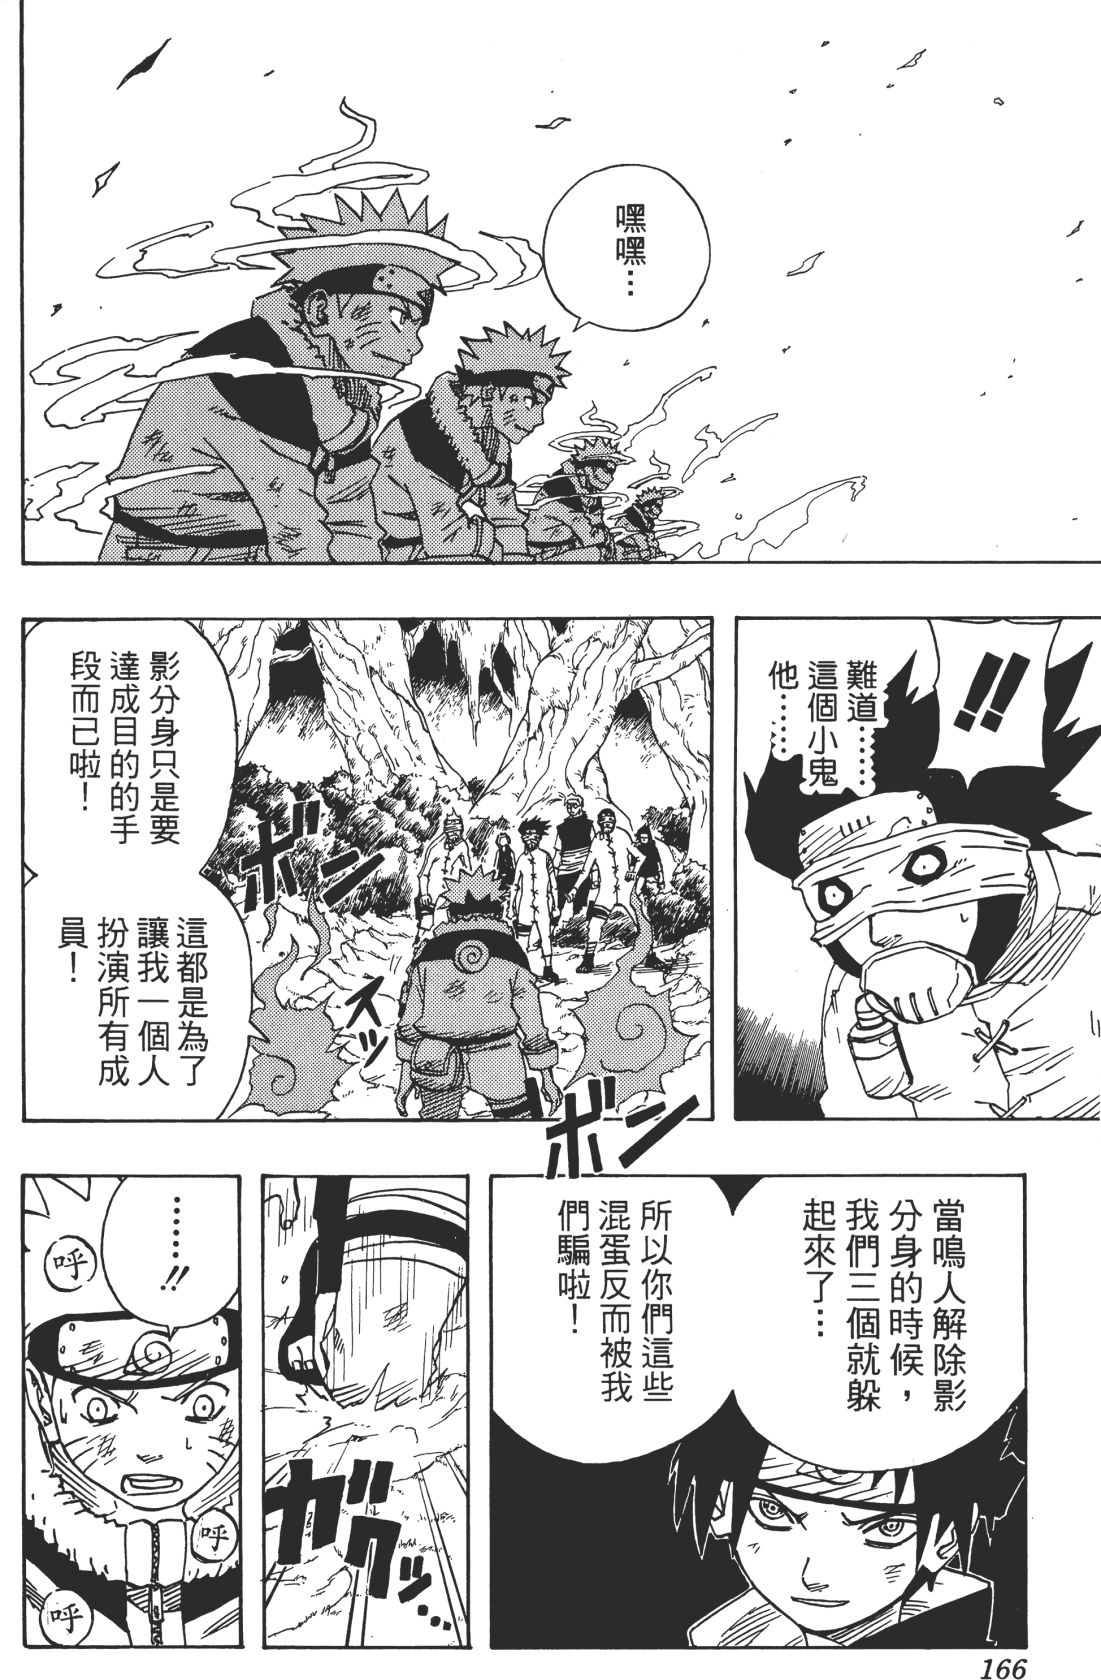 嘿嘿…
!!
難道……
這個小鬼
他……
影分身只是要
達成目的的手
段而已啦！
這都是為了
讓我一個人
扮演所有成
員！
ボン
スッ
ボン
當鳴人解除影
分身的時候，
我們三個就躲
起來了…
所以你們這些
混蛋反而被我
們騙啦！
ガクッ…
……!!
呼
呼
呼
166